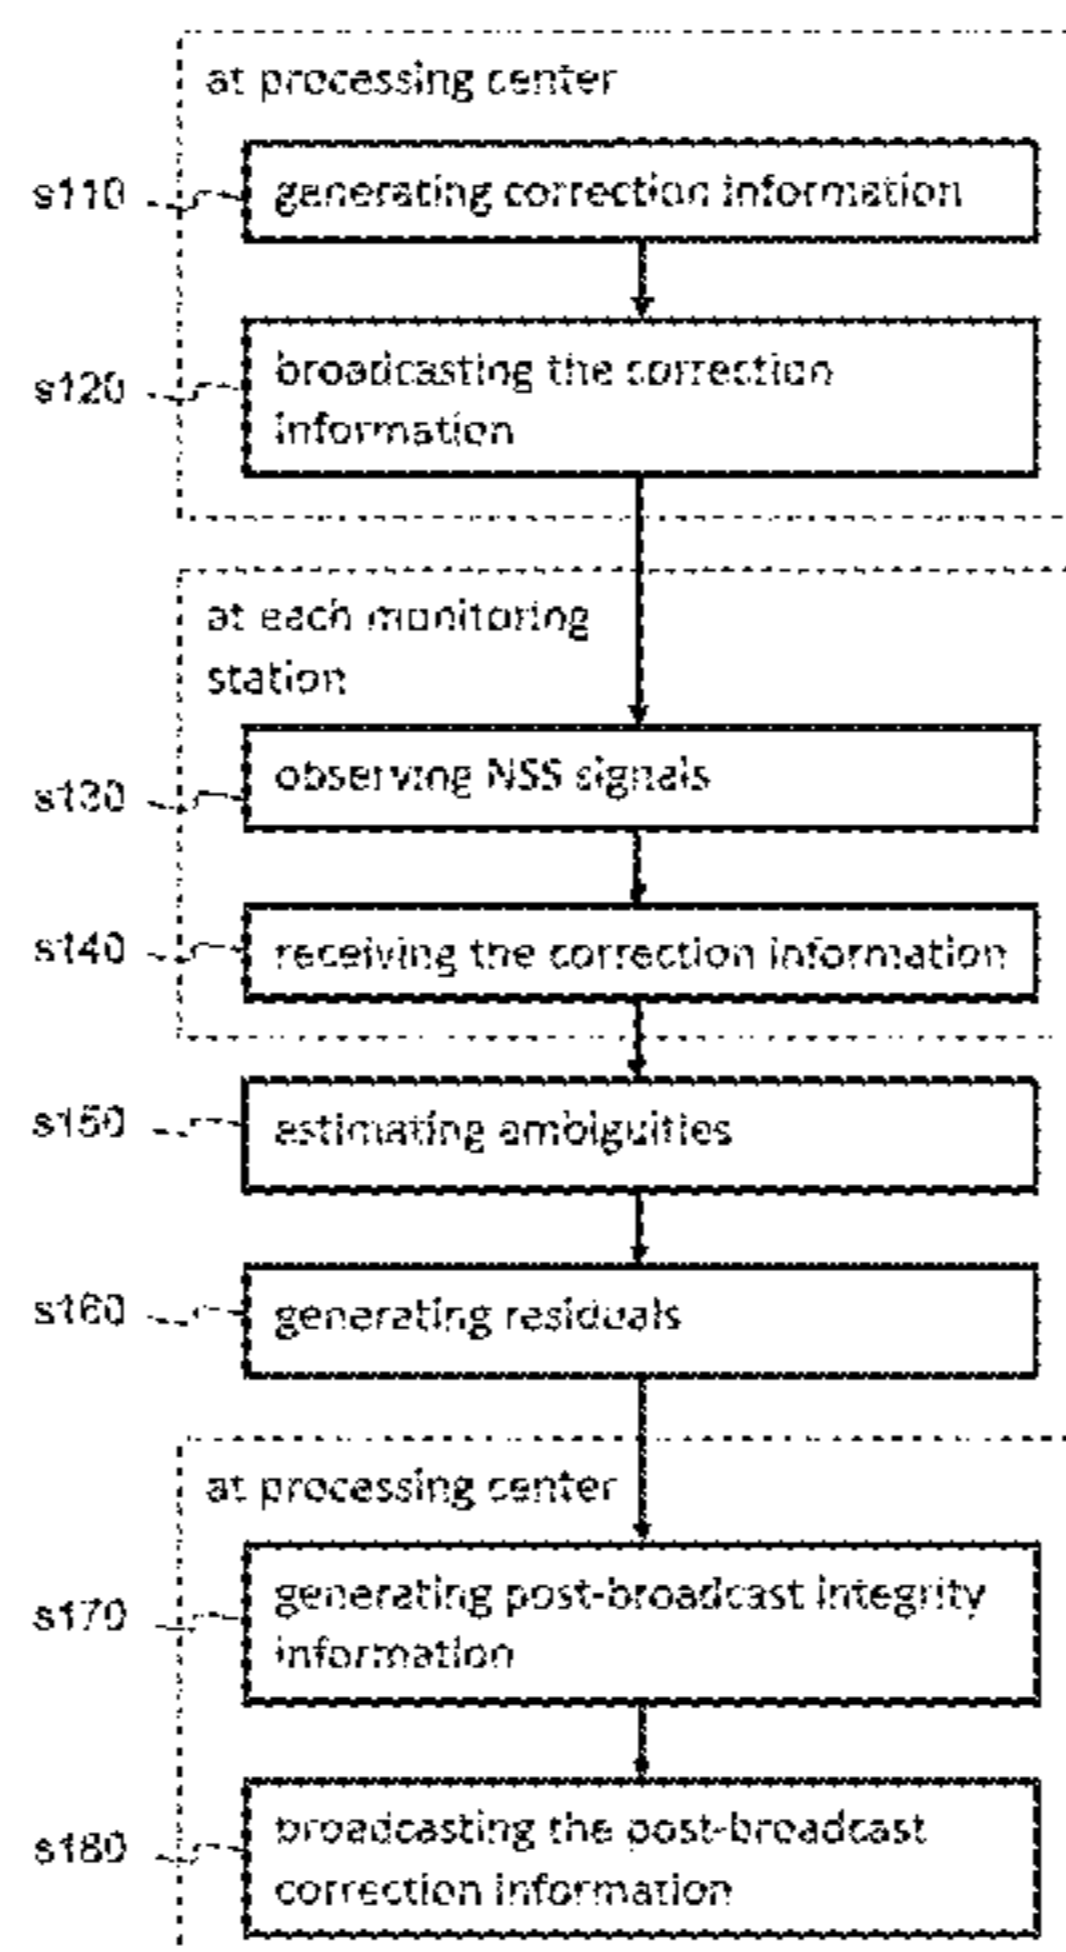 at processing center
s110
generating correction information
s120
broadcasting the correction
information
at each monitoring
station
s130
observing NSS signals
s140
receiving the correction information
s150
estimating ambiguities
s160
generating residuals
at processing center
s170
generating post-broadcast integrity
information
s180
broadcasting the post-broadcast
correction information